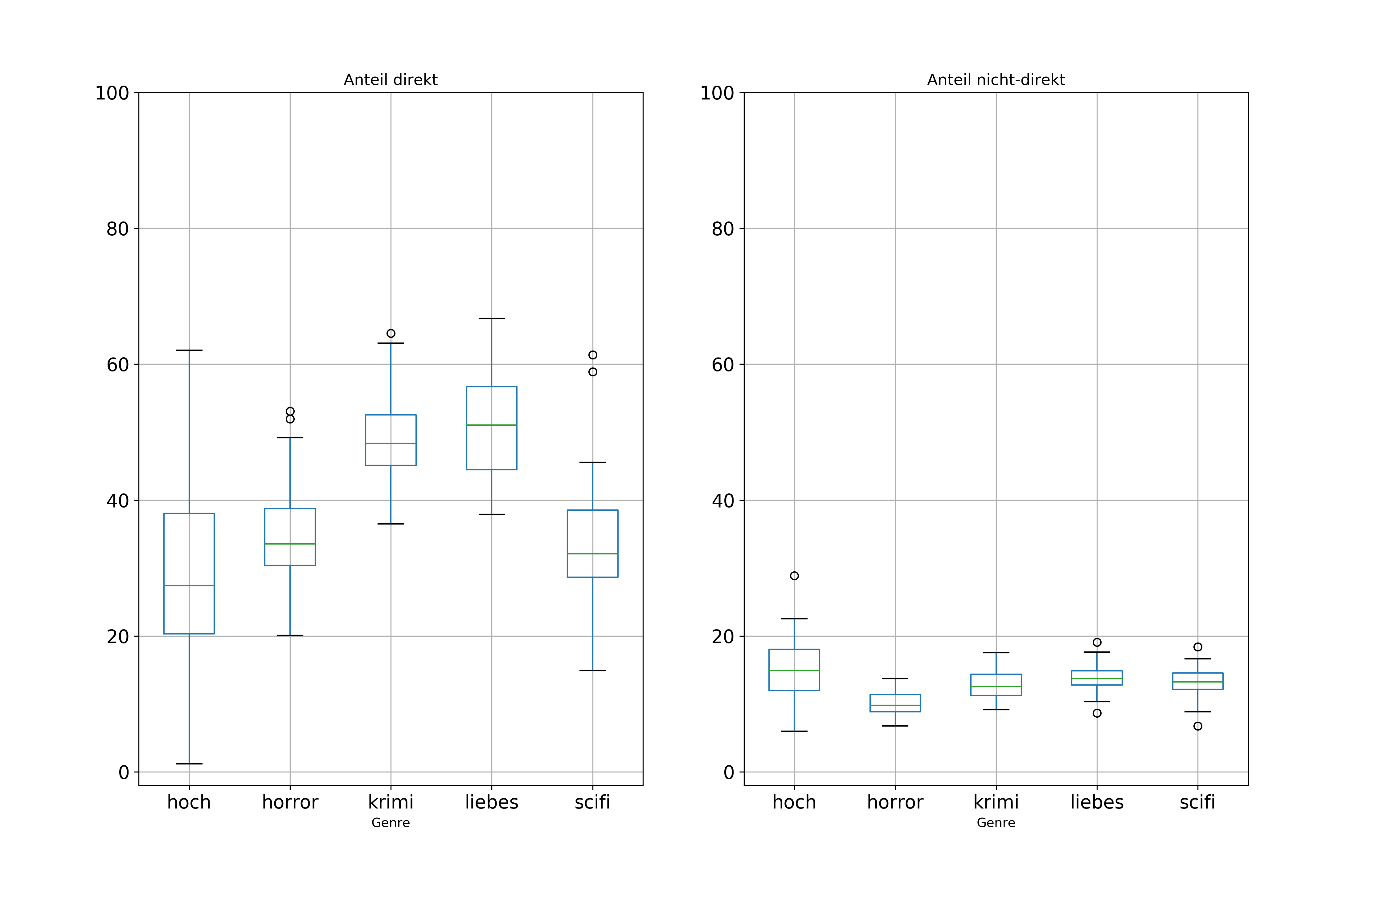 Anteil direkt
100
80
60
40
20
0
hoch horror krimi liebes scifi
Genre
Anteil nicht-direkt
100
80
60
40
20
0
hoch horror krimi liebes scifi
Genre